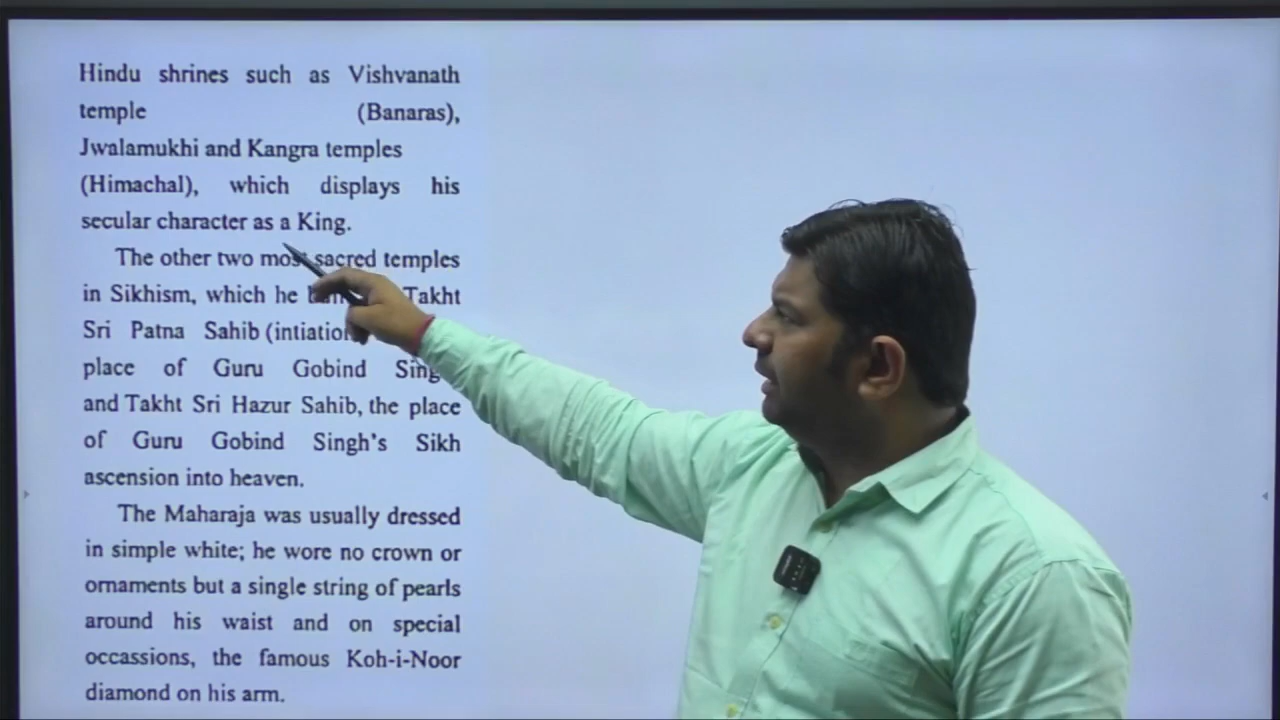 Hindu shrines such as Vishvanath
temple (Banaras),
Jwalamukhi and Kangra temples
(Himachal), which displays his
secular character as a King.
The other two most sacred temples
in Sikhism, which he Takht
Sri Patna Sahib (intiation
place of Guru Gobind Singh
and Takht Sri Hazur Sahib, the place
of Guru Gobind Singh's Sikh
ascension into heaven.
The Maharaja was usually dressed
in simple white; he wore no crown or
ornaments but a single string of pearls
around his waist and on special
occassions, the famous Koh-i-Noor
diamond on his arm.